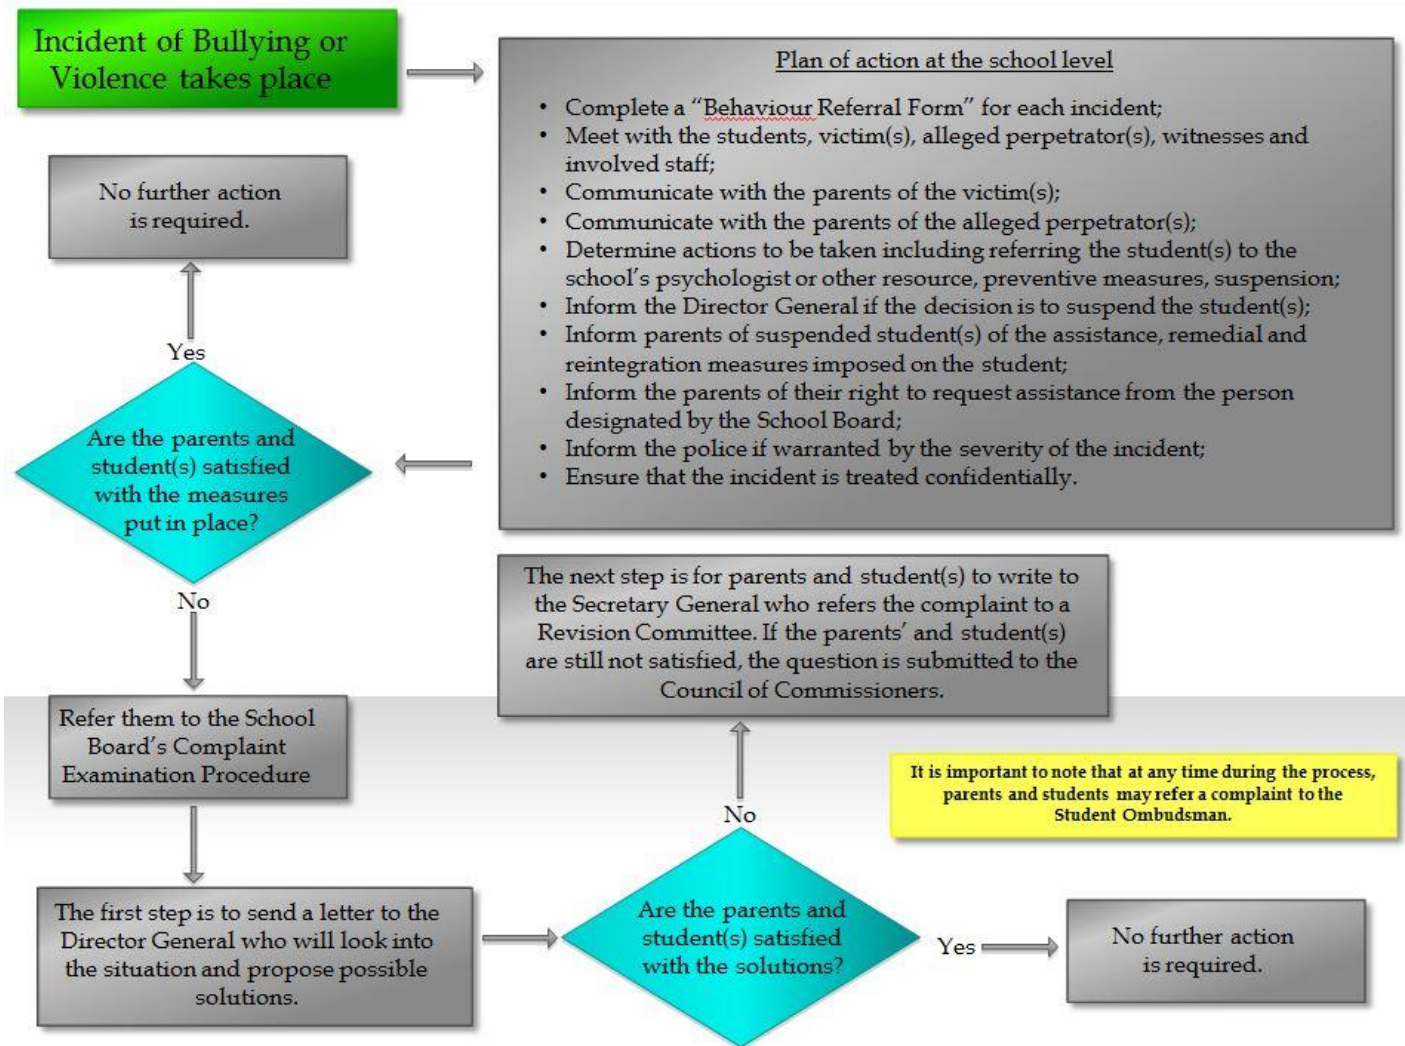 Incident of Bullying or
Violence takes place
Plan of action at the school level
• Complete a “Behaviour Referral Form” for each incident;
• Meet with the students, victim(s), alleged perpetrator(s), witnesses and
involved staff;
• Communicate with the parents of the victim(s);
• Communicate with the parents of the alleged perpetrator(s);
• Determine actions to be taken including referring the student(s) to the
school’s psychologist or other resource, preventive measures, suspension;
• Inform the Director General if the decision is to suspend the student(s);
• Inform parents of suspended student(s) of the assistance, remedial and
reintegration measures imposed on the student;
• Inform the parents of their right to request assistance from the person
designated by the School Board;
• Inform the police if warranted by the severity of the incident;
• Ensure that the incident is treated confidentially.
No further action
is required.
Yes
Are the parents and
student(s) satisfied
with the measures
put in place?
No
Refer them to the School
Board’s Complaint
Examination Procedure
The first step is to send a letter to the
Director General who will look into
the situation and propose possible
solutions.
Are the parents and
student(s) satisfied
with the solutions?
No
The next step is for parents and student(s) to write to
the Secretary General who refers the complaint to a
Revision Committee. If the parents’ and student(s)
are still not satisfied, the question is submitted to the
Council of Commissioners.
Yes
No further action
is required.
It is important to note that at any time during the process,
parents and students may refer a complaint to the
Student Ombudsman.